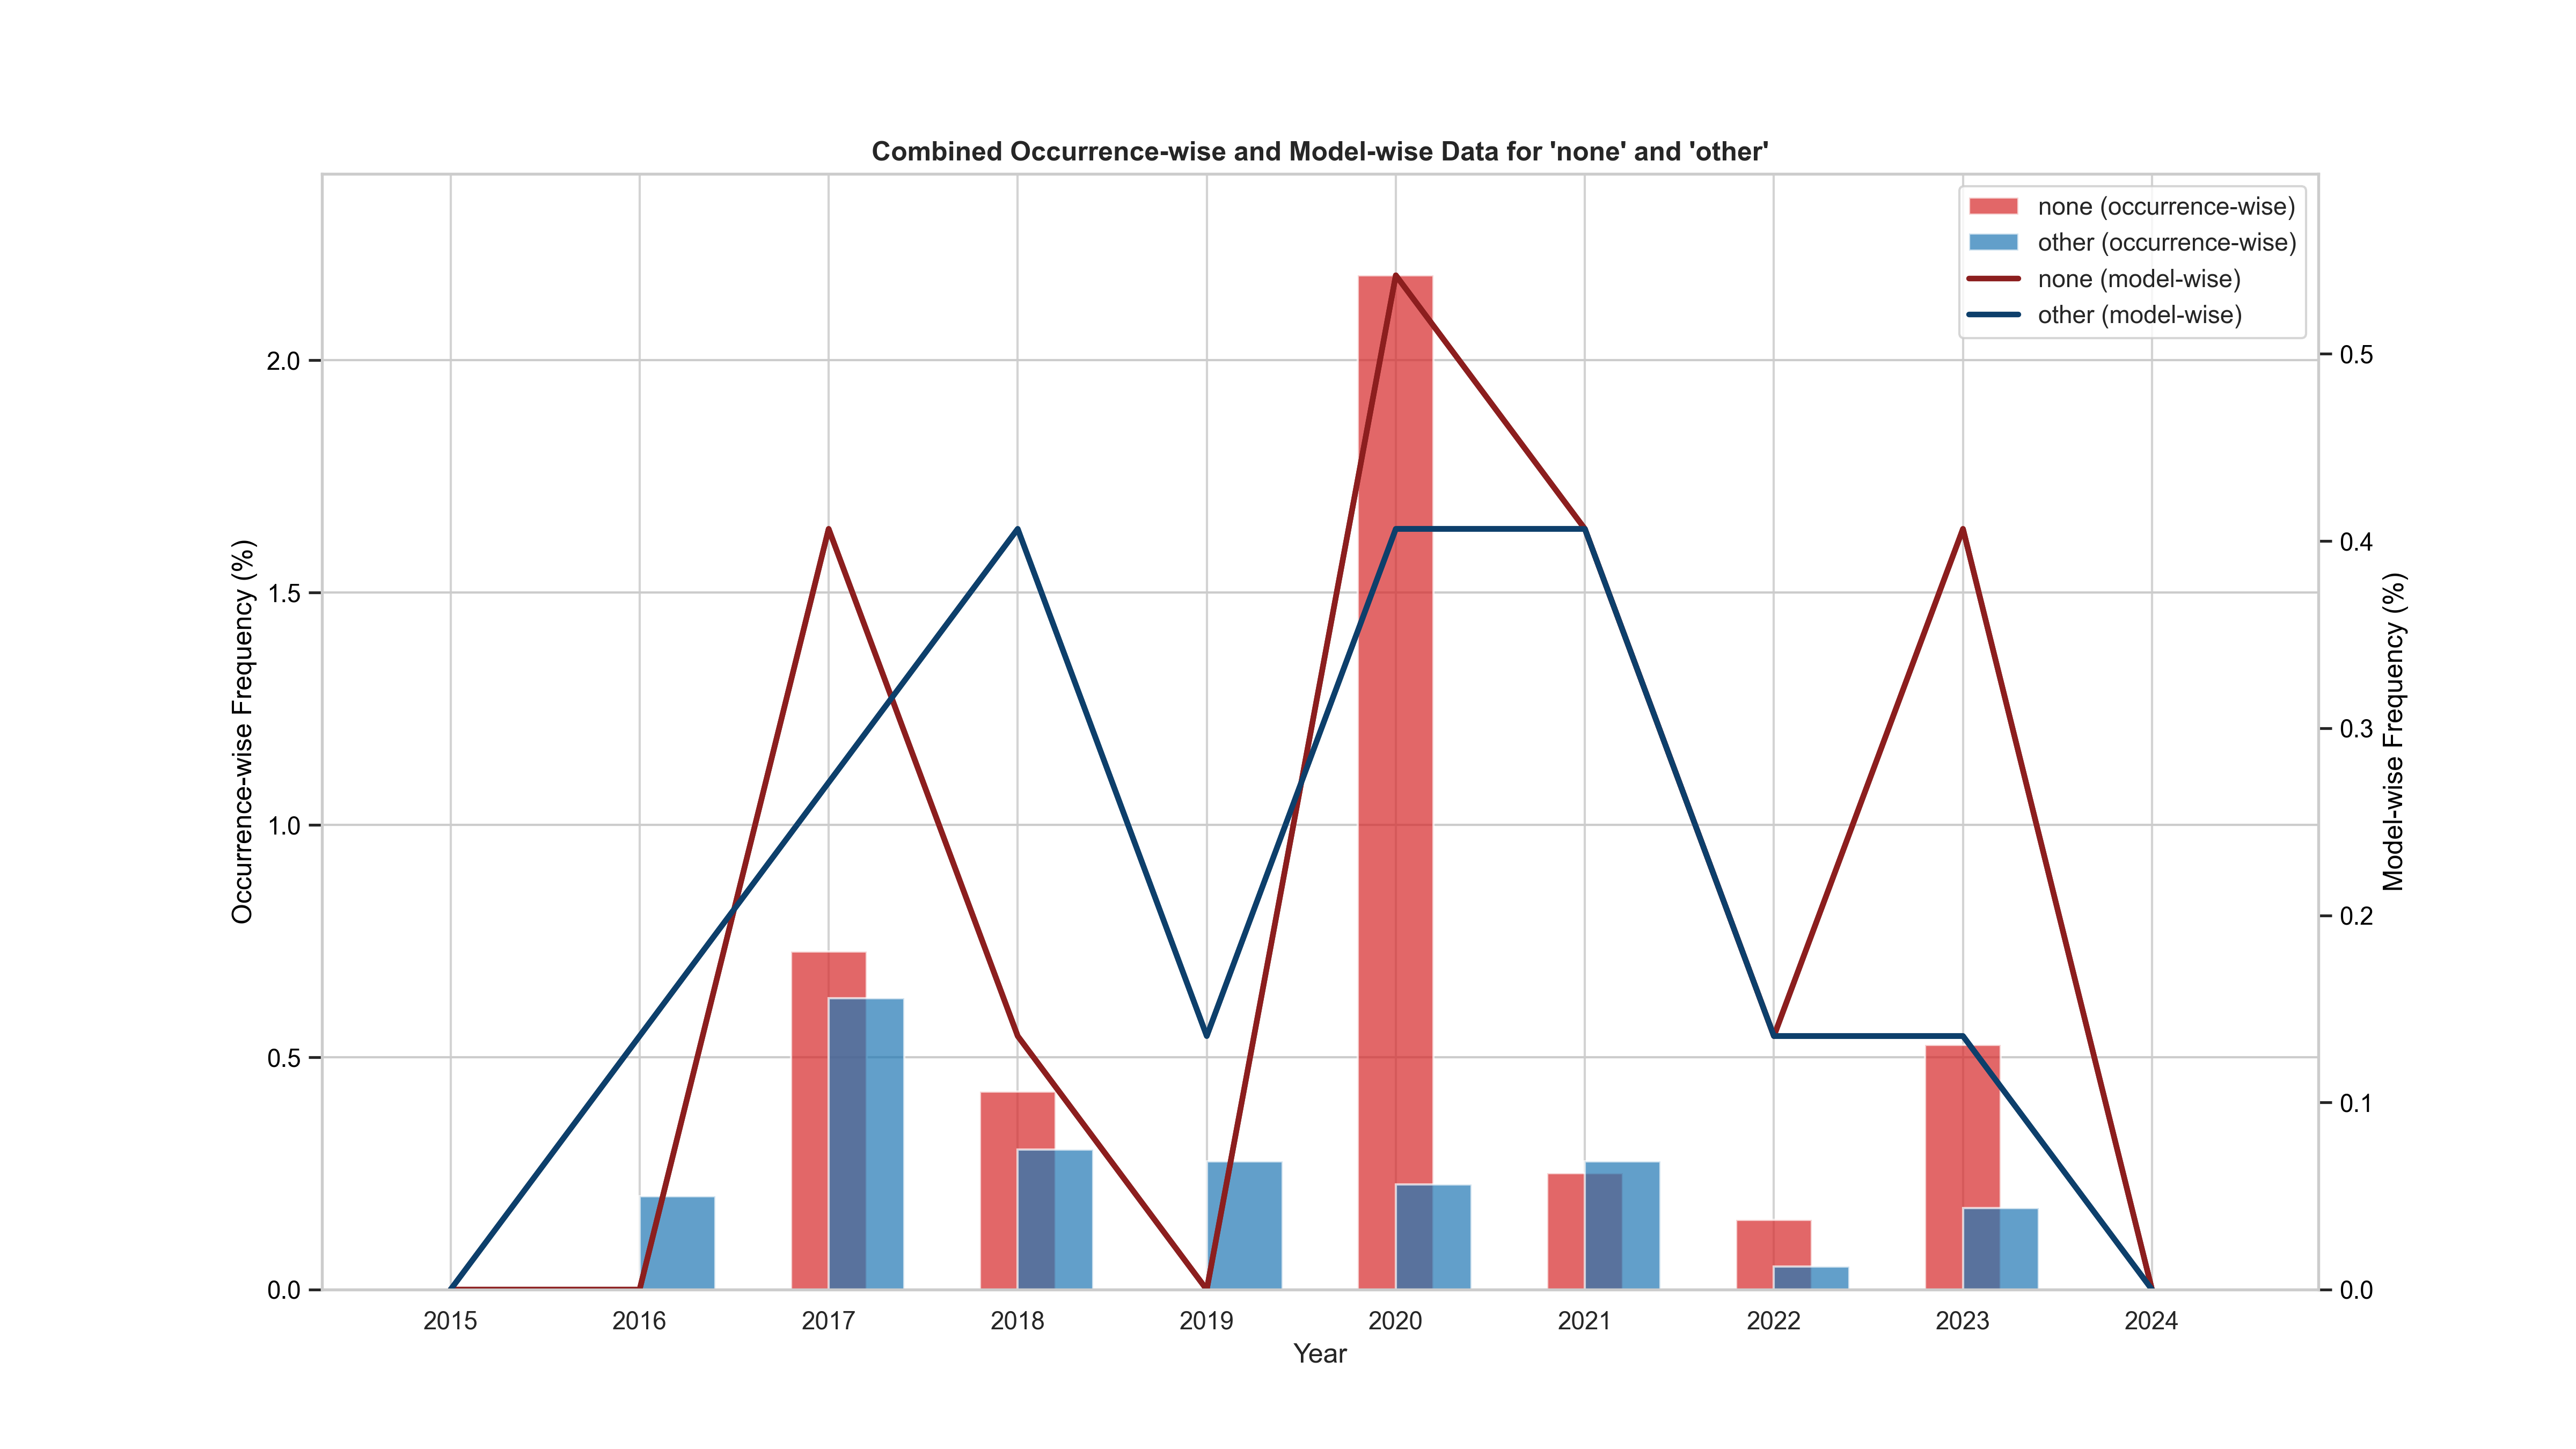 Combined Occurrence-wise and Model-wise Data for 'none' and 'other'
none (occurrence-wise)
other (occurrence-wise)
none (model-wise)
other (model-wise)
Occurrence-wise Frequency (%)
2.0
1.5
1.0
0.5
0.0
Model-wise Frequency (%)
0.5
0.4
0.3
0.2
0.1
0.0
2015 2016 2017 2018 2019 2020 2021 2022 2023 2024
Year